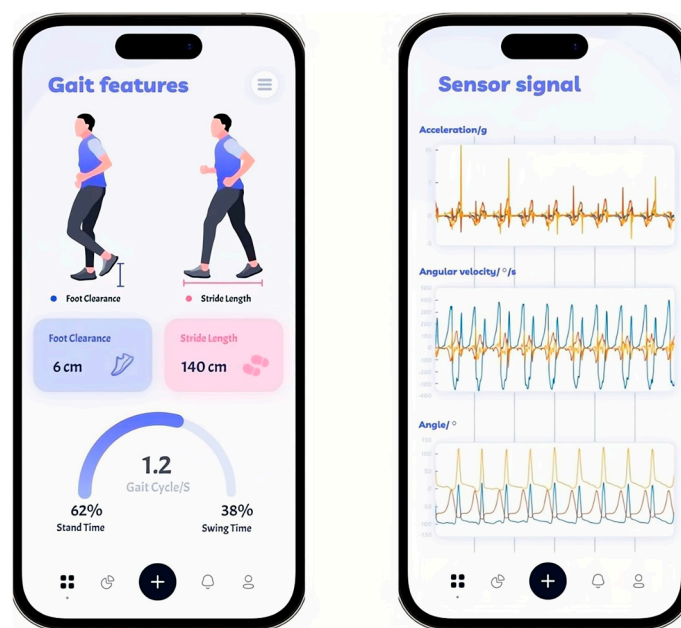 Gait features
Foot Clearance
Stride Length
Foot Clearance
6 cm
Stride Length
140 cm
1.2
Gait Cycle/S
62%
Stand Time
38%
Swing Time
Sensor signal
Acceleration/g
Angular velocity/ °/s
Angle/ °